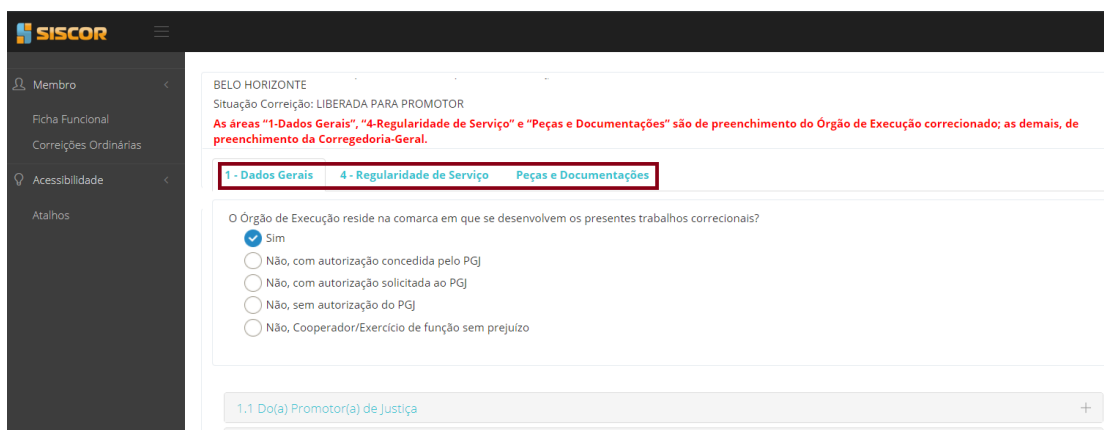 SISCOR
Membro
Ficha Funcional
Correições Ordinárias
Acessibilidade
Atalhos
BELO HORIZONTE
Situação Correição: LIBERADA PARA PROMOTOR
As áreas “1-Dados Gerais”, “4-Regularidade de Serviço” e “Peças e Documentações” são de preenchimento do Órgão de Execução correcionado; as demais, de
preenchimento da Corregedoria-Geral.
1 - Dados Gerais 4 - Regularidade de Serviço Peças e Documentações
O Órgão de Execução reside na comarca em que se desenvolvem os presentes trabalhos correcionais?
Sim
Não, com autorização concedida pelo PGJ
Não, com autorização solicitada ao PGJ
Não, sem autorização do PGJ
Não, Cooperador/Exercício de função sem prejuízo
1.1 Do(a) Promotor(a) de Justiça